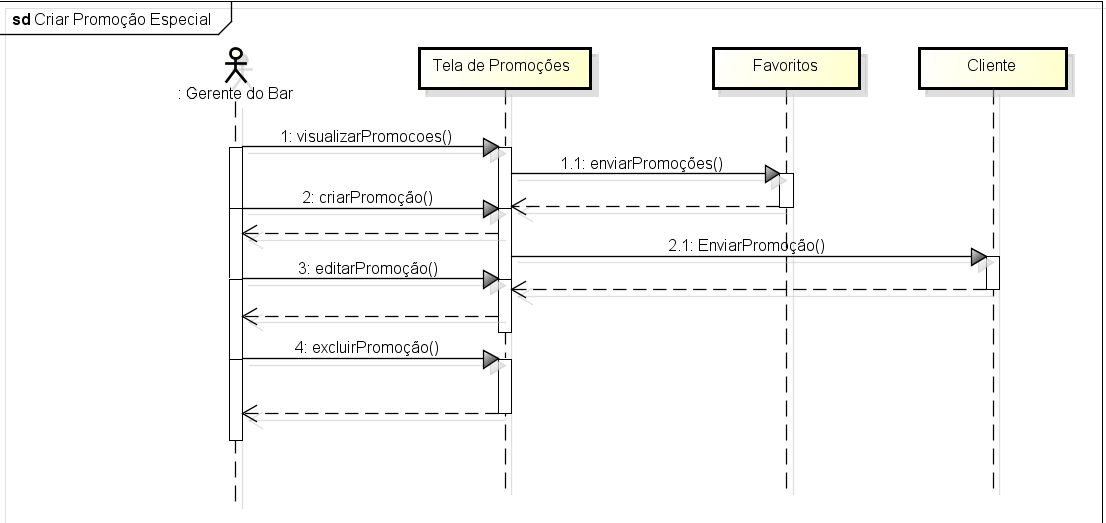 sd Criar Promoção Especial
Tela de Promoções
Favoritos
Cliente
: Gerente do Bar
1: visualizarPromocoes()
1.1: enviarPromoções()
2: criarPromoção()
2.1: EnviarPromoção()
3: editarPromoção()
4: excluirPromoção()